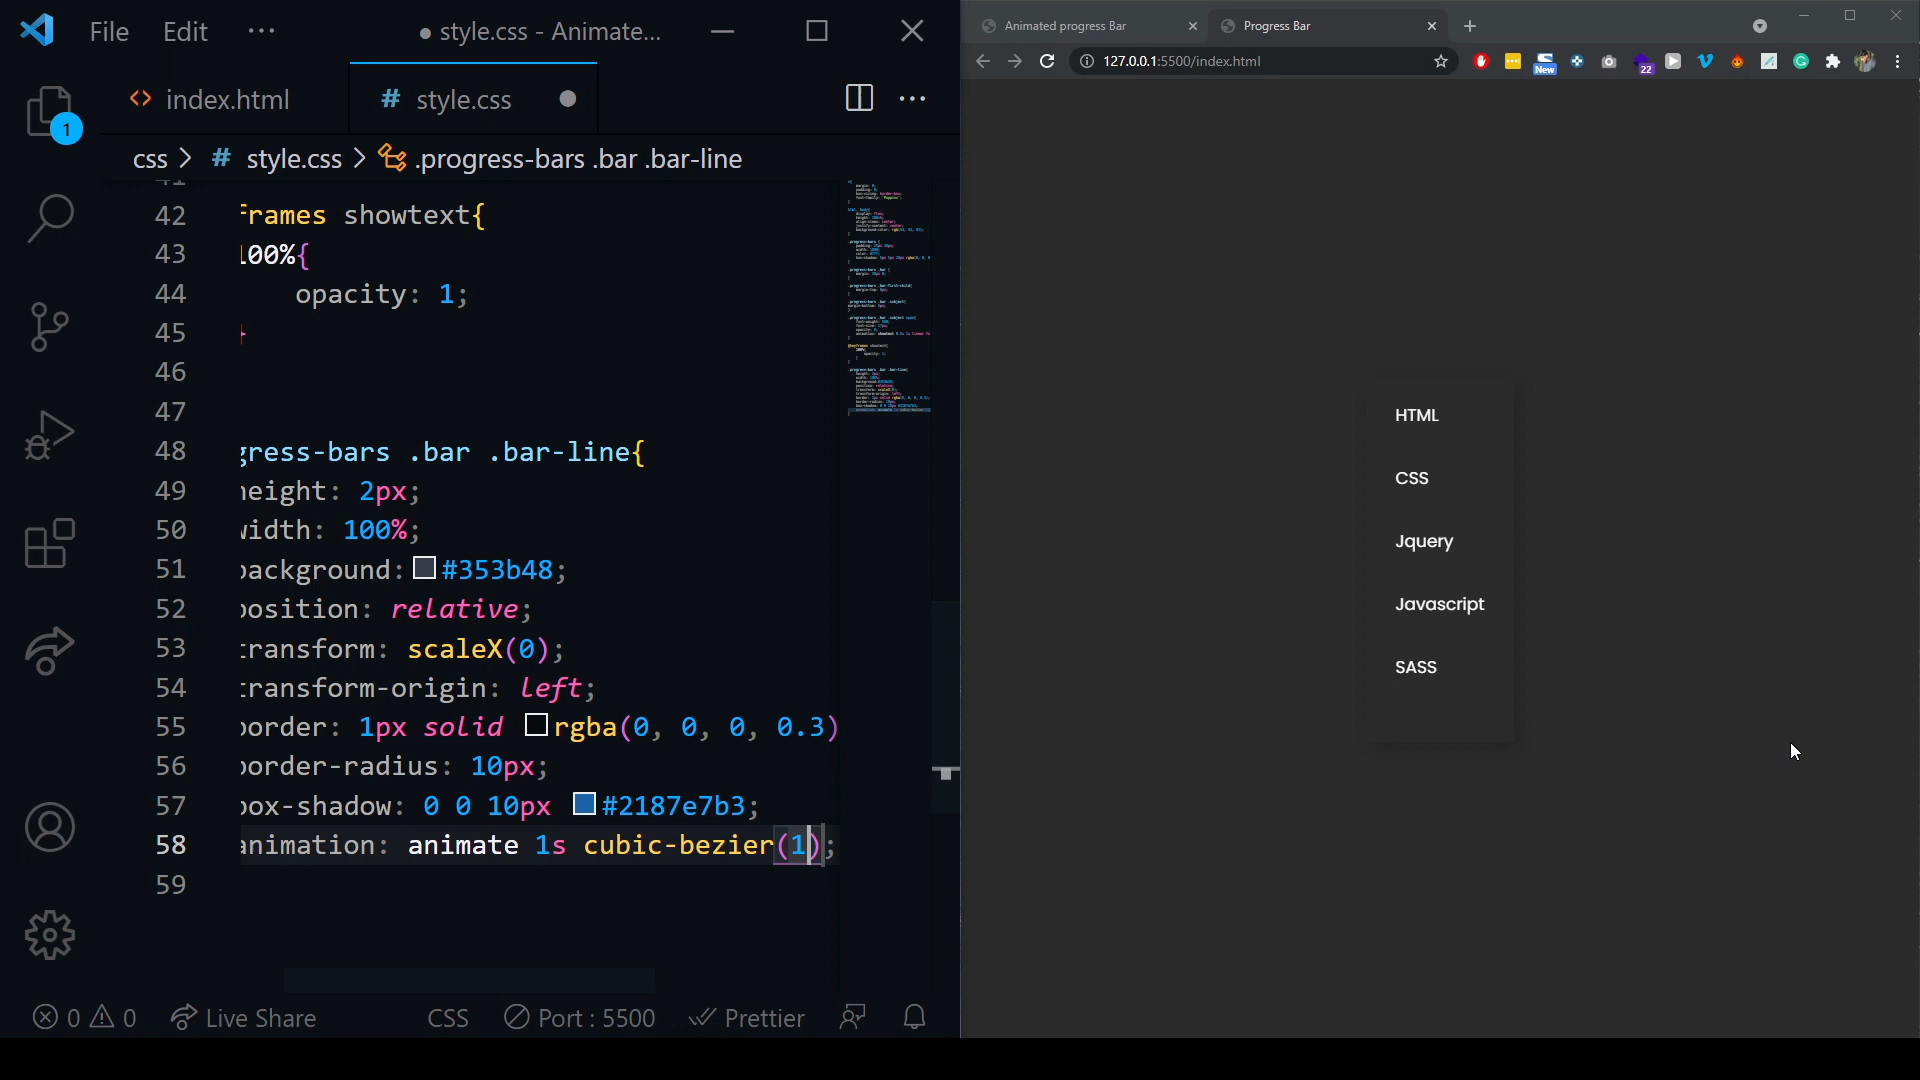 File Edit ··· ● style.css - Animate...
index.html
# style.css
1
css > # style.css > .progress-bars .bar .bar-line
41
42 frames showtext{
43 100%{
44 opacity: 1;
45 }
46
47
48 gress-bars .bar .bar-line{
49 height: 2px;
50 width: 100%;
51 background: #353b48;
52 position: relative;
53 transform: scaleX(0);
54 transform-origin: left;
55 border: 1px solid rgba(0, 0, 0, 0.3)
56 border-radius: 10px;
57 box-shadow: 0 0 10px #2187e7b3;
58 animation: animate 1s cubic-bezier(1);
59
0 0 Live Share CSS Port : 5500 Prettier
Animated progress Bar
Progress Bar
127.0.0.1:5500/index.html
New
22
HTML
CSS
Jquery
Javascript
SASS